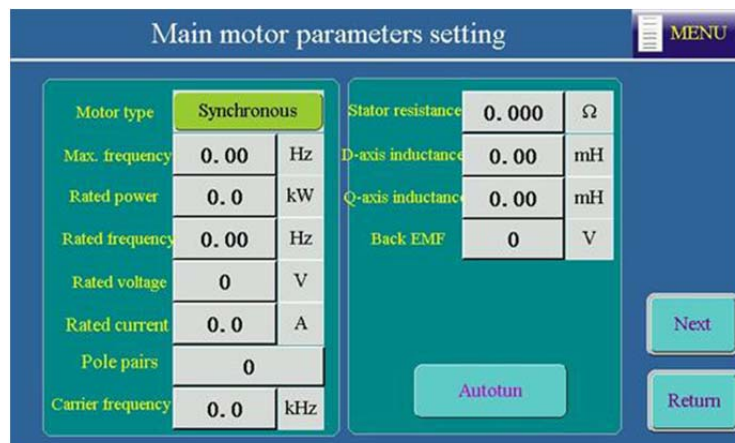 Main motor parameters setting
MENU
Motor type Synchronous
Max. frequency 0.00 Hz
Rated power 0.0 kW
Rated frequency 0.00 Hz
Rated voltage 0 V
Rated current 0.0 A
Pole pairs 0
Carrier frequency 0.0 kHz
Stator resistance 0.000 Ω
D-axis inductance 0.00 mH
Q-axis inductance 0.00 mH
Back EMF 0 V
Autotun
Next
Return